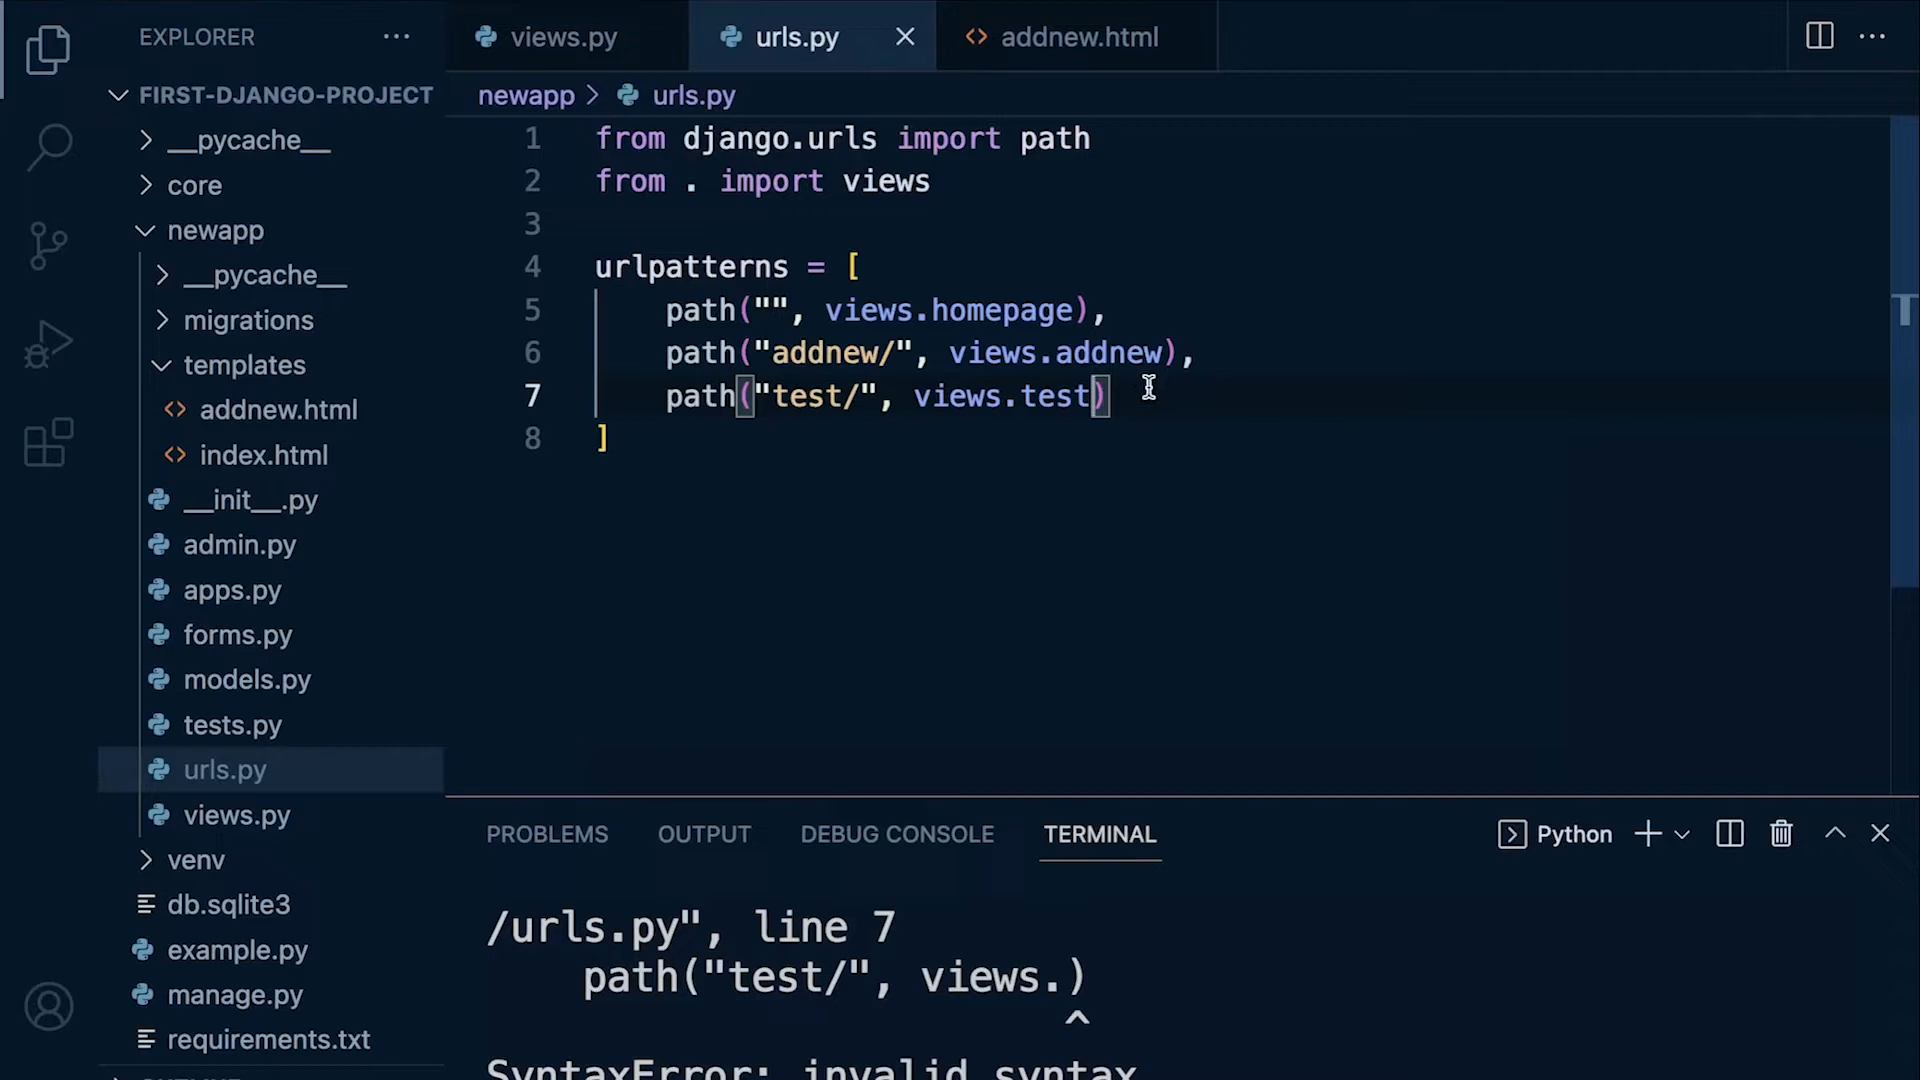 EXPLORER
FIRST-DJANGO-PROJECT
__pycache__
core
newapp
__pycache__
migrations
templates
addnew.html
index.html
__init__.py
admin.py
apps.py
forms.py
models.py
tests.py
urls.py
views.py
venv
db.sqlite3
example.py
manage.py
requirements.txt
views.py urls.py addnew.html
newapp > urls.py
1 from django.urls import path
2 from . import views
3
4 urlpatterns = [
5 path("", views.homepage),
6 path("addnew/", views.addnew),
7 path("test/", views.test)
8 ]
PROBLEMS OUTPUT DEBUG CONSOLE TERMINAL Python
/urls.py", line 7
path("test/", views.)
^
SyntaxError: invalid syntax